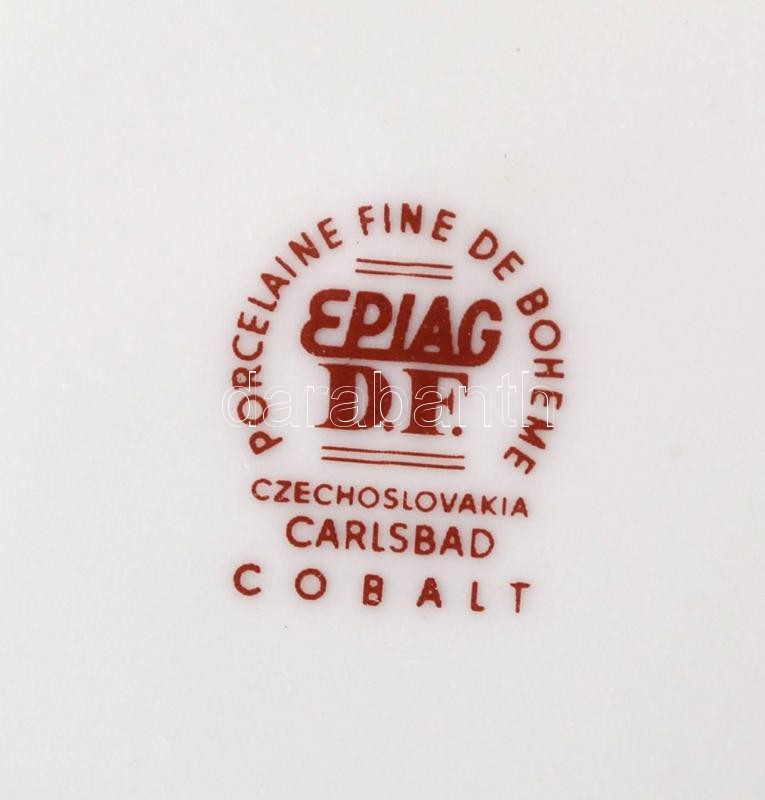 PORCELAINE FINE DE BOHEME
EPIAG
D.F.
CZECHOSLOVAKIA
CARLSBAD
COBALT
darabanth